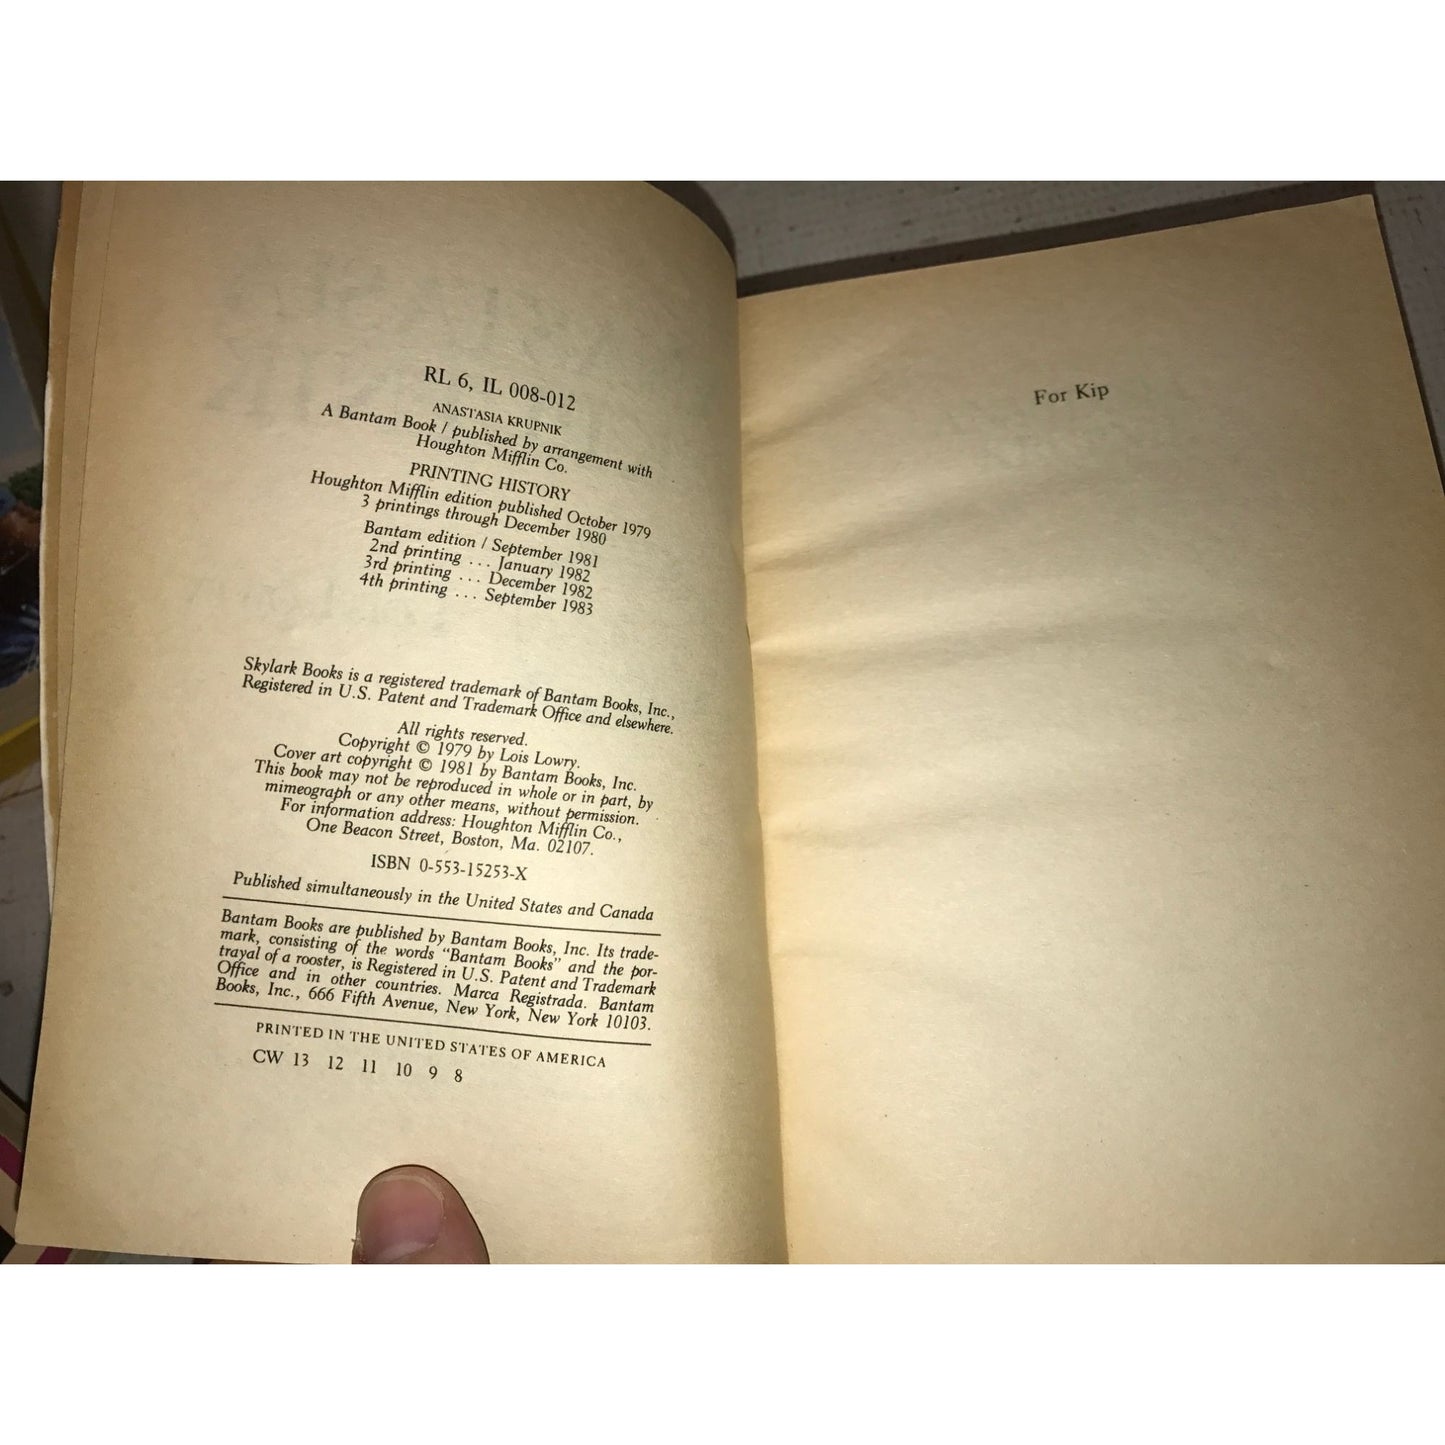 RL 6, IL 008-012
ANASTASIA KRUPNIK
A Bantam Book / published by arrangement with
Houghton Mifflin Co.
PRINTING HISTORY
Houghton Mifflin edition published October 1979
3 printings through December 1980
Bantam edition / September 1981
2nd printing ... January 1982
3rd printing ... December 1982
4th printing ... September 1983
Skylark Books is a registered trademark of Bantam Books, Inc.,
Registered in U.S. Patent and Trademark Office and elsewhere.
All rights reserved.
Copyright © 1979 by Lois Lowry.
Cover art copyright © 1981 by Bantam Books, Inc.
This book may not be reproduced in whole or in part, by
mimeograph or any other means, without permission.
For information address: Houghton Mifflin Co.,
One Beacon Street, Boston, Ma. 02107.
ISBN 0-553-15253-X
Published simultaneously in the United States and Canada
Bantam Books are published by Bantam Books, Inc. Its trade-
mark, consisting of the words "Bantam Books" and the por-
trayal of a rooster, is Registered in U.S. Patent and Trademark
Office and in other countries. Marca Registrada. Bantam
Books, Inc., 666 Fifth Avenue, New York, New York 10103.
PRINTED IN THE UNITED STATES OF AMERICA
CW 13 12 11 10 9 8
For Kip